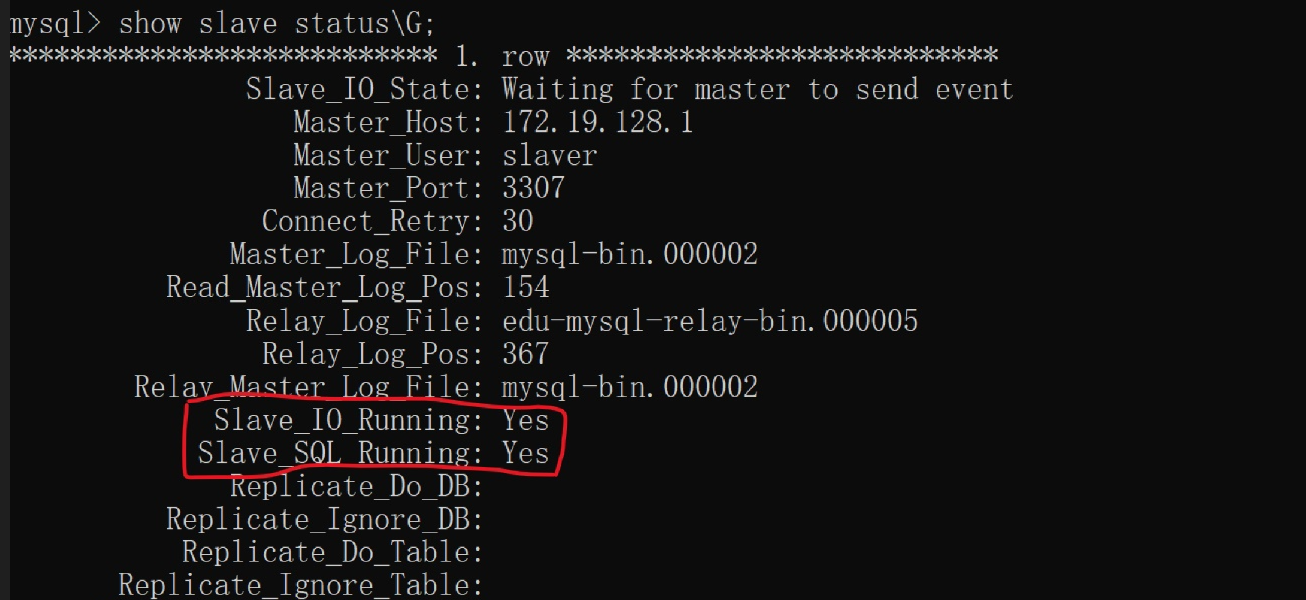 mysql> show slave status\G;
*************************** 1. row ***************************
Slave_IO_State: Waiting for master to send event
Master_Host: 172.19.128.1
Master_User: slaver
Master_Port: 3307
Connect_Retry: 30
Master_Log_File: mysql-bin.000002
Read_Master_Log_Pos: 154
Relay_Log_File: edu-mysql-relay-bin.000005
Relay_Log_Pos: 367
Relay_Master_Log_File: mysql-bin.000002
Slave_IO_Running: Yes
Slave_SQL_Running: Yes
Replicate_Do_DB:
Replicate_Ignore_DB:
Replicate_Do_Table:
Replicate_Ignore_Table: